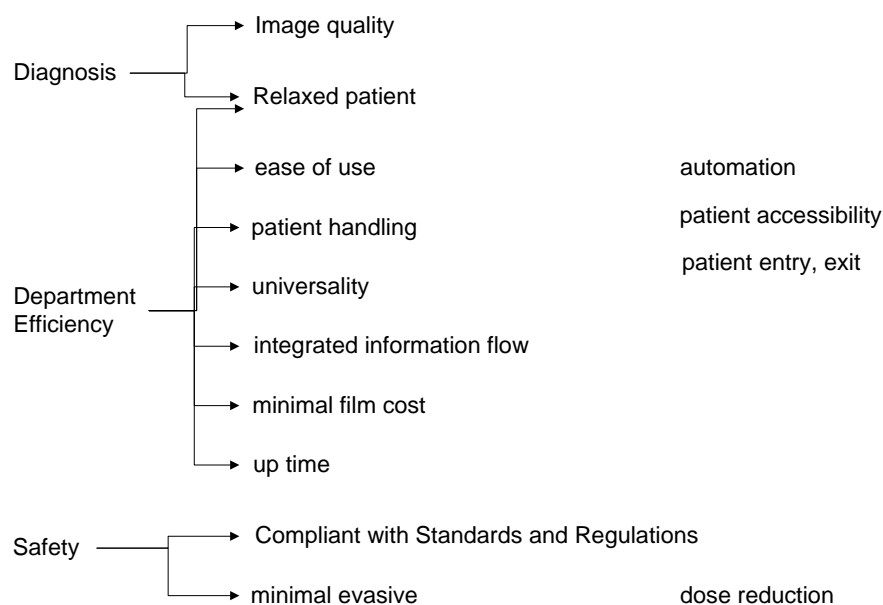 Image quality
Diagnosis
Relaxed patient
ease of use
automation
patient handling
patient accessibility
patient entry, exit
Department
Efficiency
universality
integrated information flow
minimal film cost
up time
Safety
Compliant with Standards and Regulations
minimal evasive
dose reduction